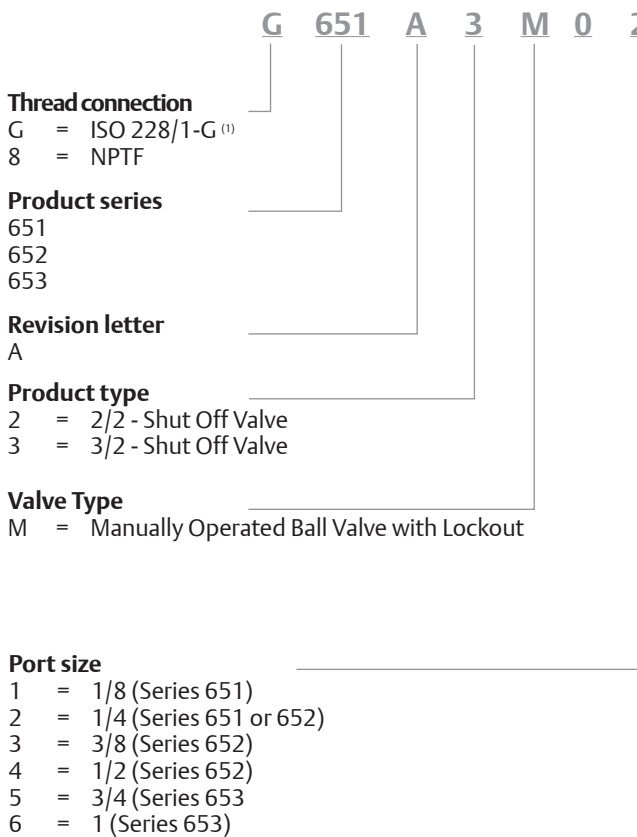 G 651 A 3 M 0 2
Thread connection
G = ISO 228/1-G (1)
8 = NPTF
Product series
651
652
653
Revision letter
A
Product type
2 = 2/2 - Shut Off Valve
3 = 3/2 - Shut Off Valve
Valve Type
M = Manually Operated Ball Valve with Lockout
Port size
1 = 1/8 (Series 651)
2 = 1/4 (Series 651 or 652)
3 = 3/8 (Series 652)
4 = 1/2 (Series 652)
5 = 3/4 (Series 653
6 = 1 (Series 653)